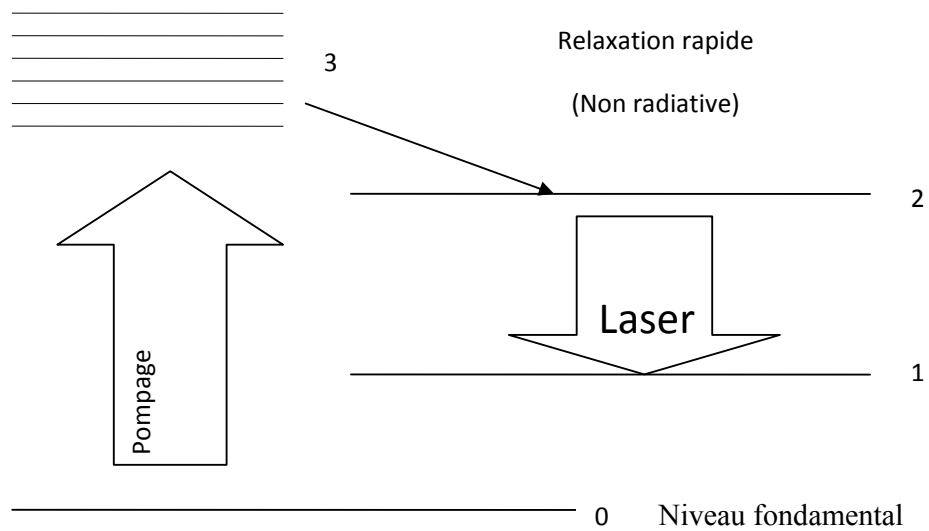 Relaxation rapide
(Non radiative)
3
2
Laser
1
Pompage
0 Niveau fondamental